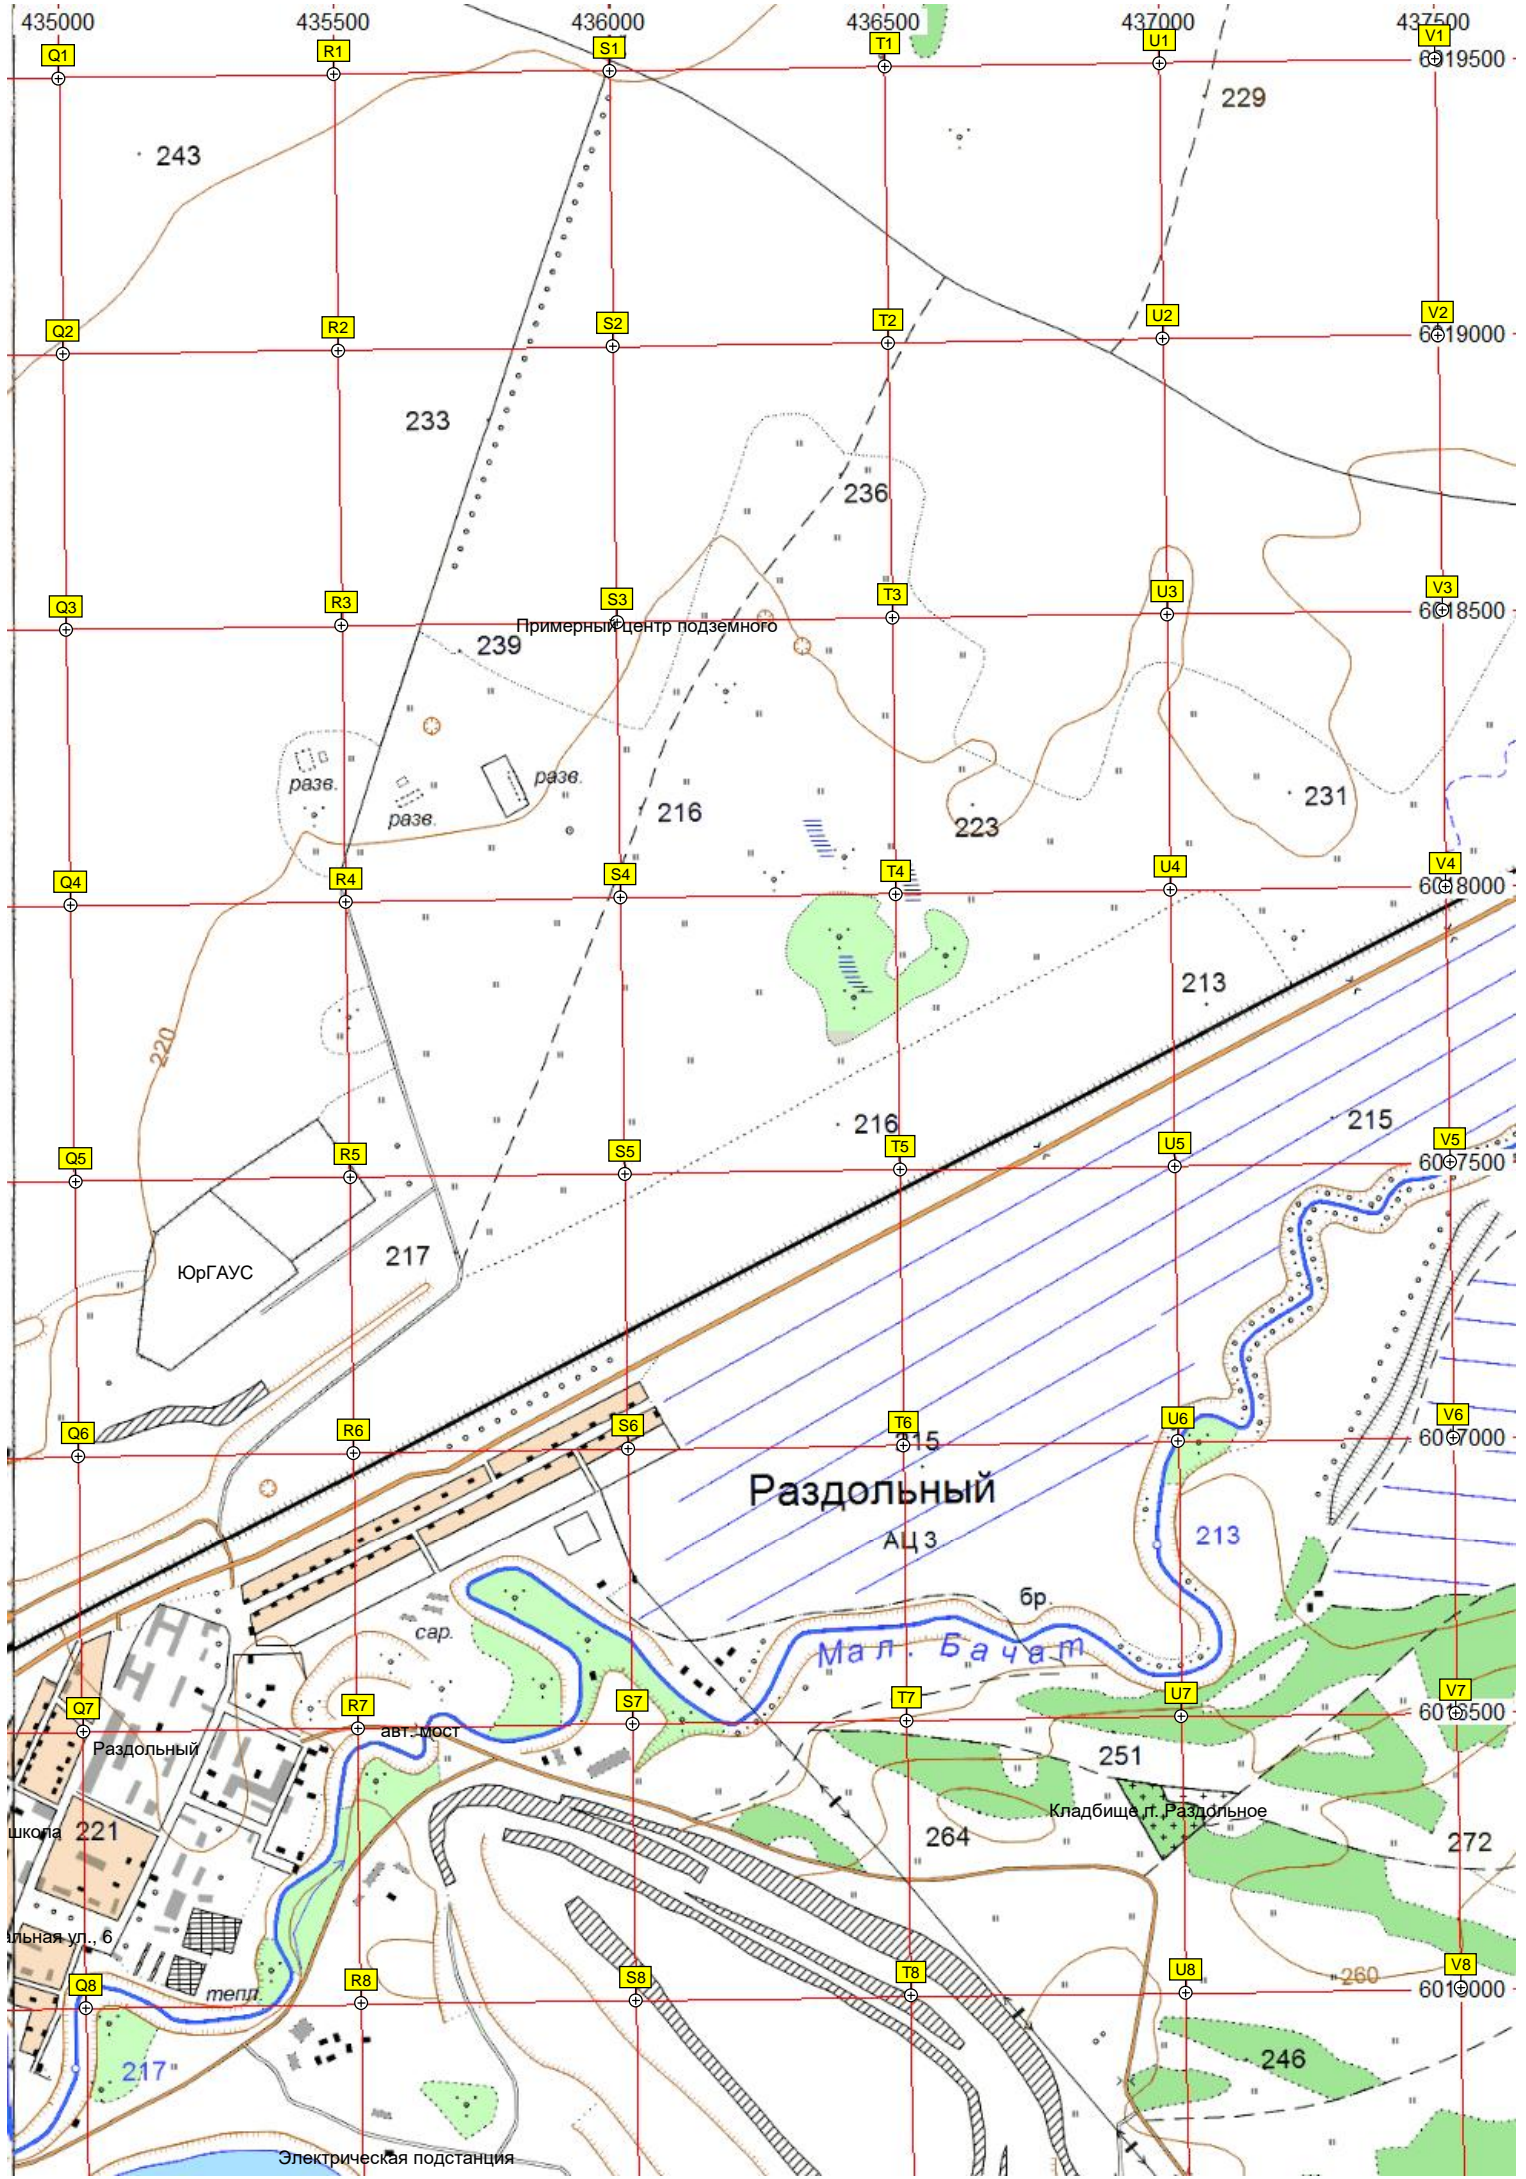 435000 435500 436000 436500 437000 437500
Q1 R1 S1 T1 U1 V1
6019500
229
243
Q2 R2 S2 T2 U2 V2
6019000
233
236
Q3 R3 S3 T3 U3 V3
6018500
Примерный центр подземного
239
разв.
разв.
разв.
216
223
231
Q4 R4 S4 T4 U4 V4
6018000
213
220
216
215
Q5 R5 S5 T5 U5 V5
6017500
217
ЮрГАУС
Q6 R6 S6 T6 U6 V6
215
6017000
Раздольный
АЦ 3
213
бр.
сар.
Мал. Бачат
Q7 R7 S7 T7 U7 V7
6016500
авт. мост
Раздольный
251
Кладбище п. Раздольное
школа
221
264
272
альная ул., 6
Q8 R8 S8 T8 U8 V8
260
6016000
тепл.
246
217
Электрическая подстанция